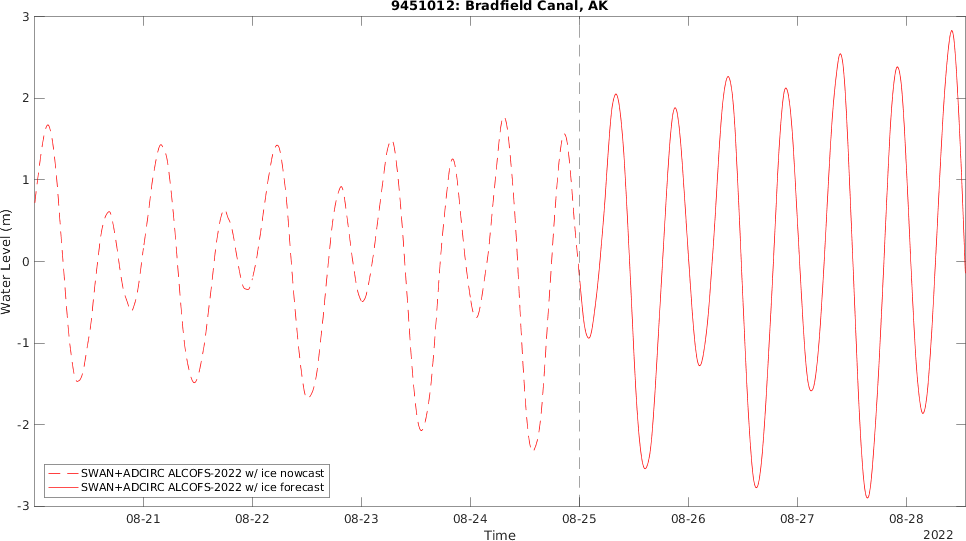 9451012: Bradfield Canal, AK
3
2
1
0
-1
-2
-3
Water Level (m)
SWAN+ADCIRC ALCOFS-2022 w/ ice nowcast
SWAN+ADCIRC ALCOFS-2022 w/ ice forecast
08-21 08-22 08-23 08-24 08-25 08-26 08-27 08-28
Time
2022